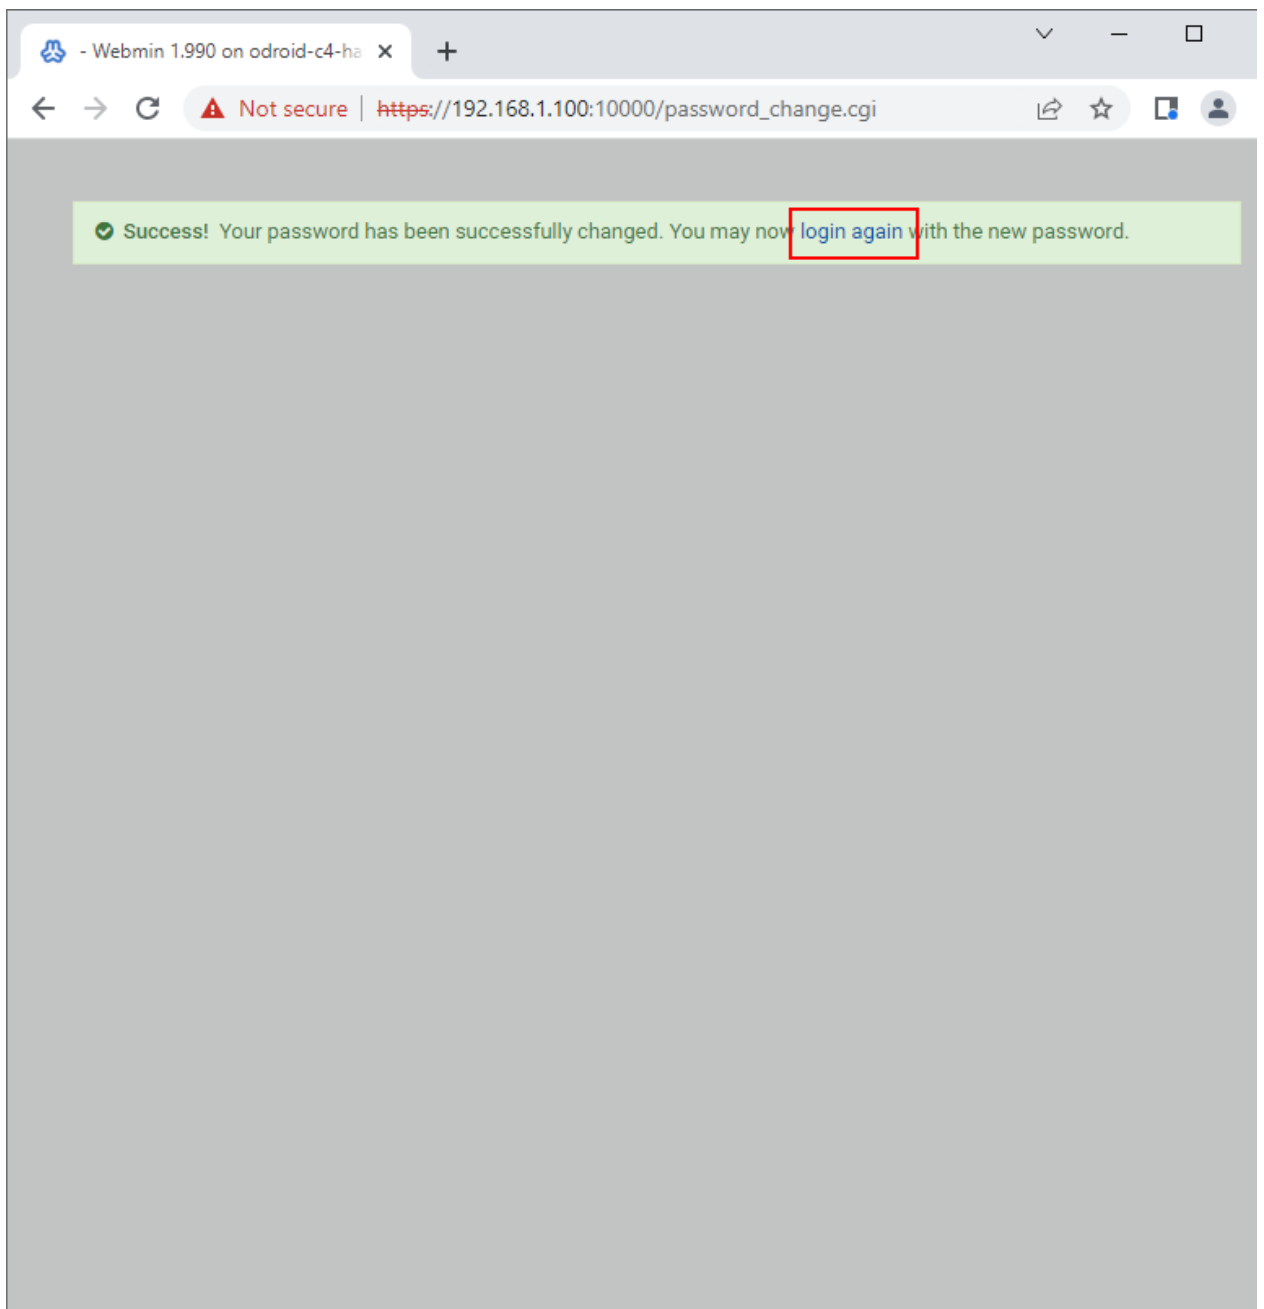 - Webmin 1.990 on odroid-c4-ha
Not secure | https://192.168.1.100:10000/password_change.cgi
Success! Your password has been successfully changed. You may now login again with the new password.